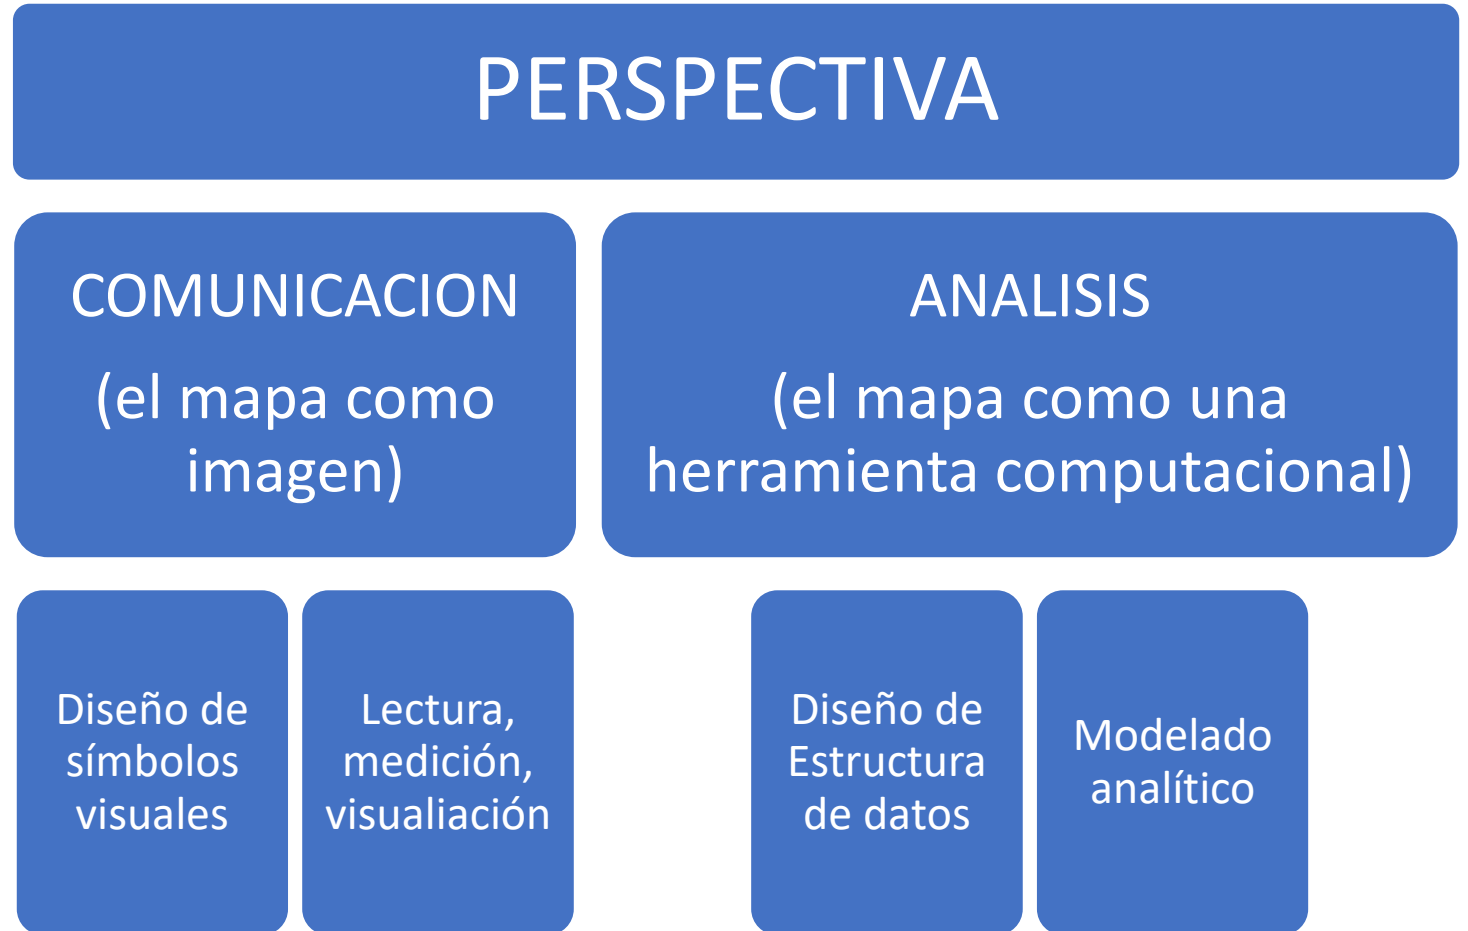 PERSPECTIVA
COMUNICACION
(el mapa como
imagen)
ANALISIS
(el mapa como una
herramienta computacional)
Diseño de
símbolos
visuales
Lectura,
medición,
visualiación
Diseño de
Estructura
de datos
Modelado
analítico